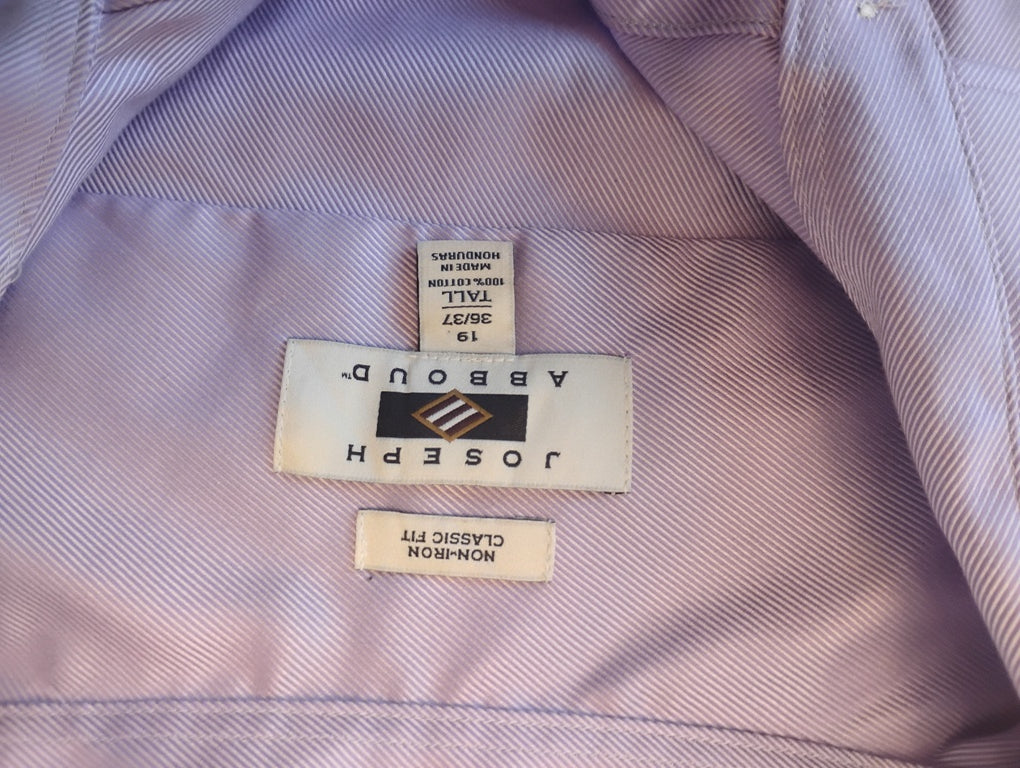 NON-IRON
CLASSIC FIT
JOSEPH
ABBOUD™
19
36/37
TALL
100% COTTON
MADE IN
HONDURAS